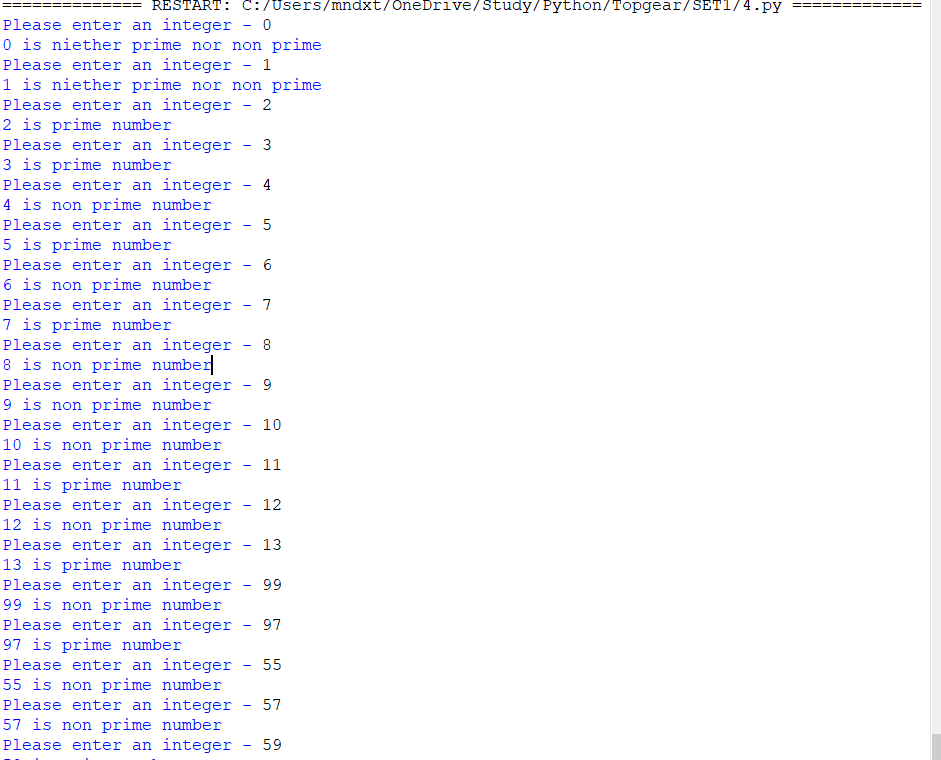 ============== RESTART: C:/Users/mndxt/OneDrive/Study/Python/Topgear/SET1/4.py =============
Please enter an integer - 0
0 is niether prime nor non prime
Please enter an integer - 1
1 is niether prime nor non prime
Please enter an integer - 2
2 is prime number
Please enter an integer - 3
3 is prime number
Please enter an integer - 4
4 is non prime number
Please enter an integer - 5
5 is prime number
Please enter an integer - 6
6 is non prime number
Please enter an integer - 7
7 is prime number
Please enter an integer - 8
8 is non prime number
Please enter an integer - 9
9 is non prime number
Please enter an integer - 10
10 is non prime number
Please enter an integer - 11
11 is prime number
Please enter an integer - 12
12 is non prime number
Please enter an integer - 13
13 is prime number
Please enter an integer - 99
99 is non prime number
Please enter an integer - 97
97 is prime number
Please enter an integer - 55
55 is non prime number
Please enter an integer - 57
57 is non prime number
Please enter an integer - 59